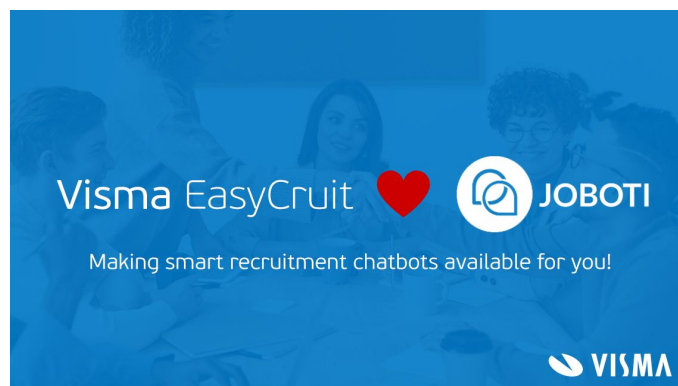 Visma EasyCruit JOBOTI
Making smart recruitment chatbots available for you!
VISMA